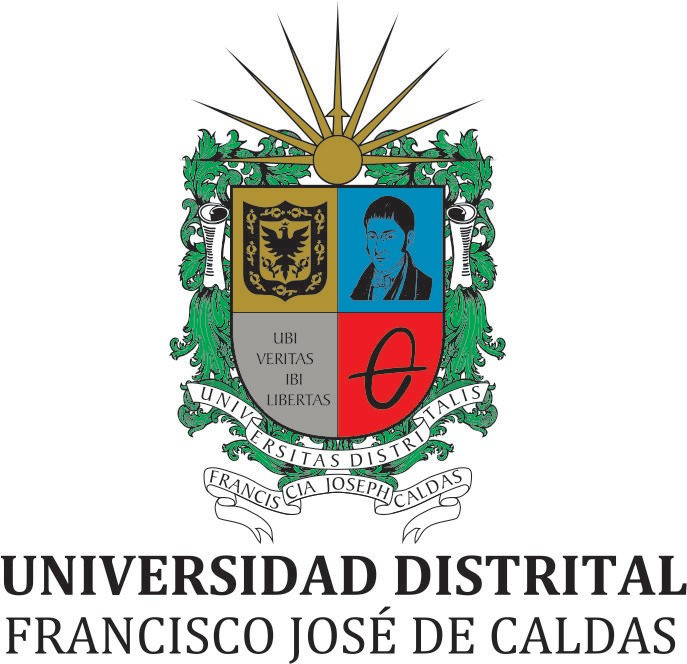 UBI
VERITAS
IBI
LIBERTAS
UNIVERSITAS DISTRITALIS
FRANCISCIA JOSEPH CALDAS
UNIVERSIDAD DISTRITAL
FRANCISCO JOSÉ DE CALDAS